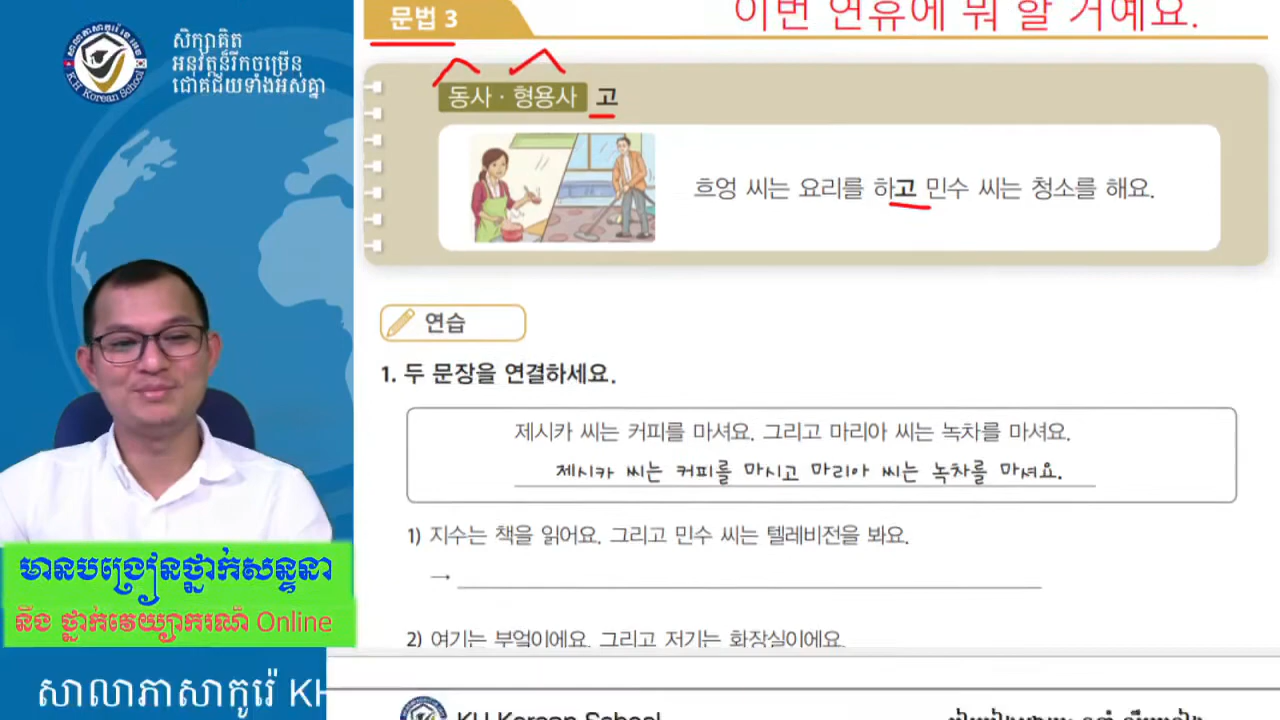 សិក្សាគិត
អនុវត្តន៏រីកចម្រើន
ជោគជ័យទាំងអស់គ្នា
KH Korean School
문법 3
이번 연휴에 뭐 할 거예요.
동사 · 형용사 고
흐엉 씨는 요리를 하고 민수 씨는 청소를 해요.
연습
1. 두 문장을 연결하세요.
제시카 씨는 커피를 마셔요. 그리고 마리아 씨는 녹차를 마셔요.
제시카 씨는 커피를 마시고 마리아 씨는 녹차를 마셔요.
1) 지수는 책을 읽어요. 그리고 민수 씨는 텔레비전을 봐요.
→
2) 여기는 부엌이에요. 그리고 저기는 화장실이에요.
មានបង្រៀនថ្នាក់សន្ទនា
និង ថ្នាក់វេយ្យាករណ៍ Online
សាលាភាសាកូរ៉េ KH
KH Korean School